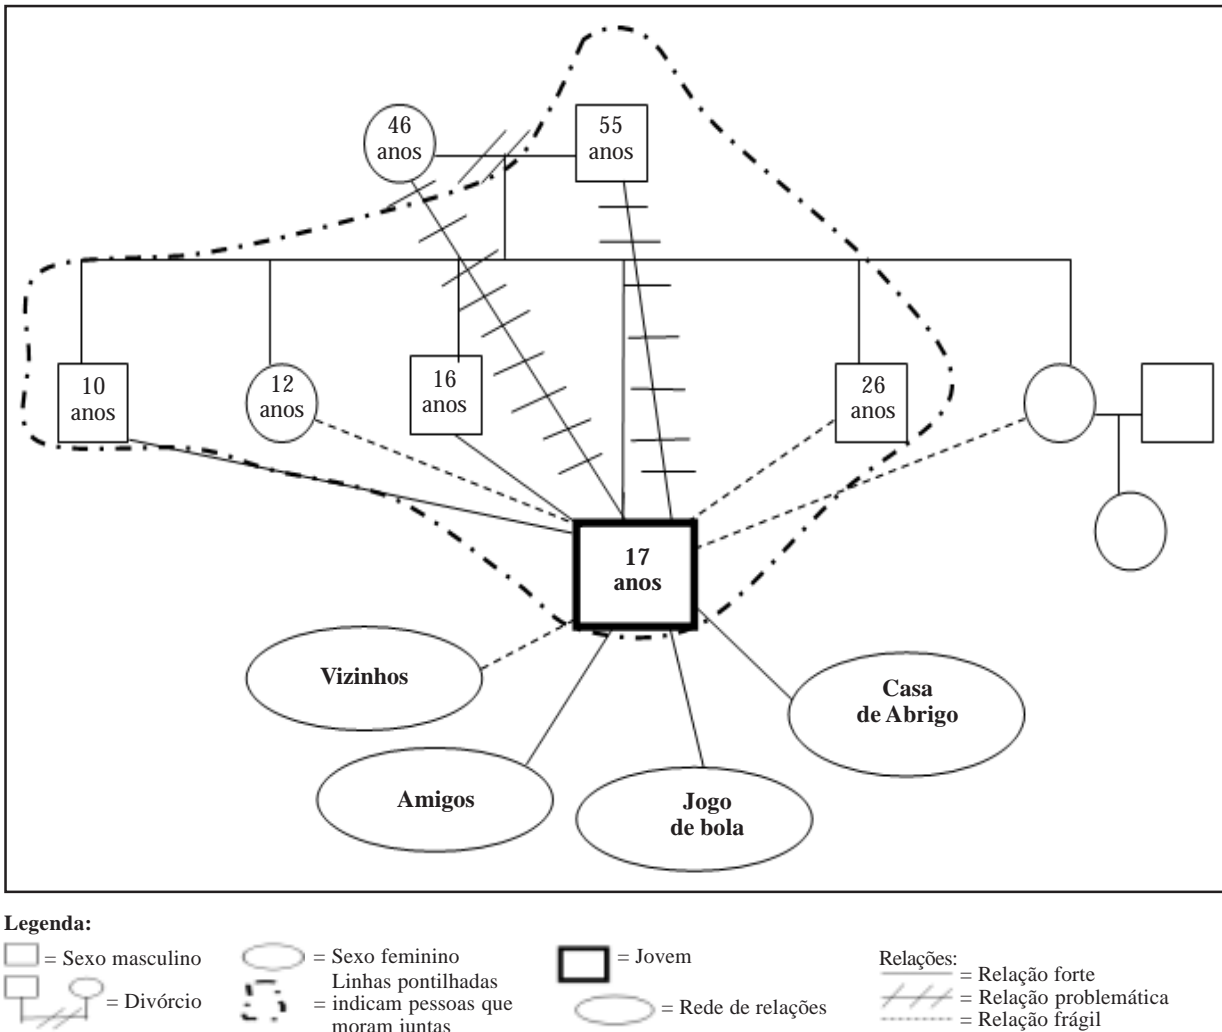 46
anos
55
anos
10
anos
12
anos
16
anos
26
anos
17
anos
Vizinhos
Casa
de Abrigo
Amigos
Jogo
de bola
Legenda:
= Sexo masculino
= Divórcio
= Sexo feminino
Linhas pontilhadas
= indicam pessoas que
moram juntas
= Jovem
= Rede de relações
Relações:
= Relação forte
= Relação problemática
= Relação frágil